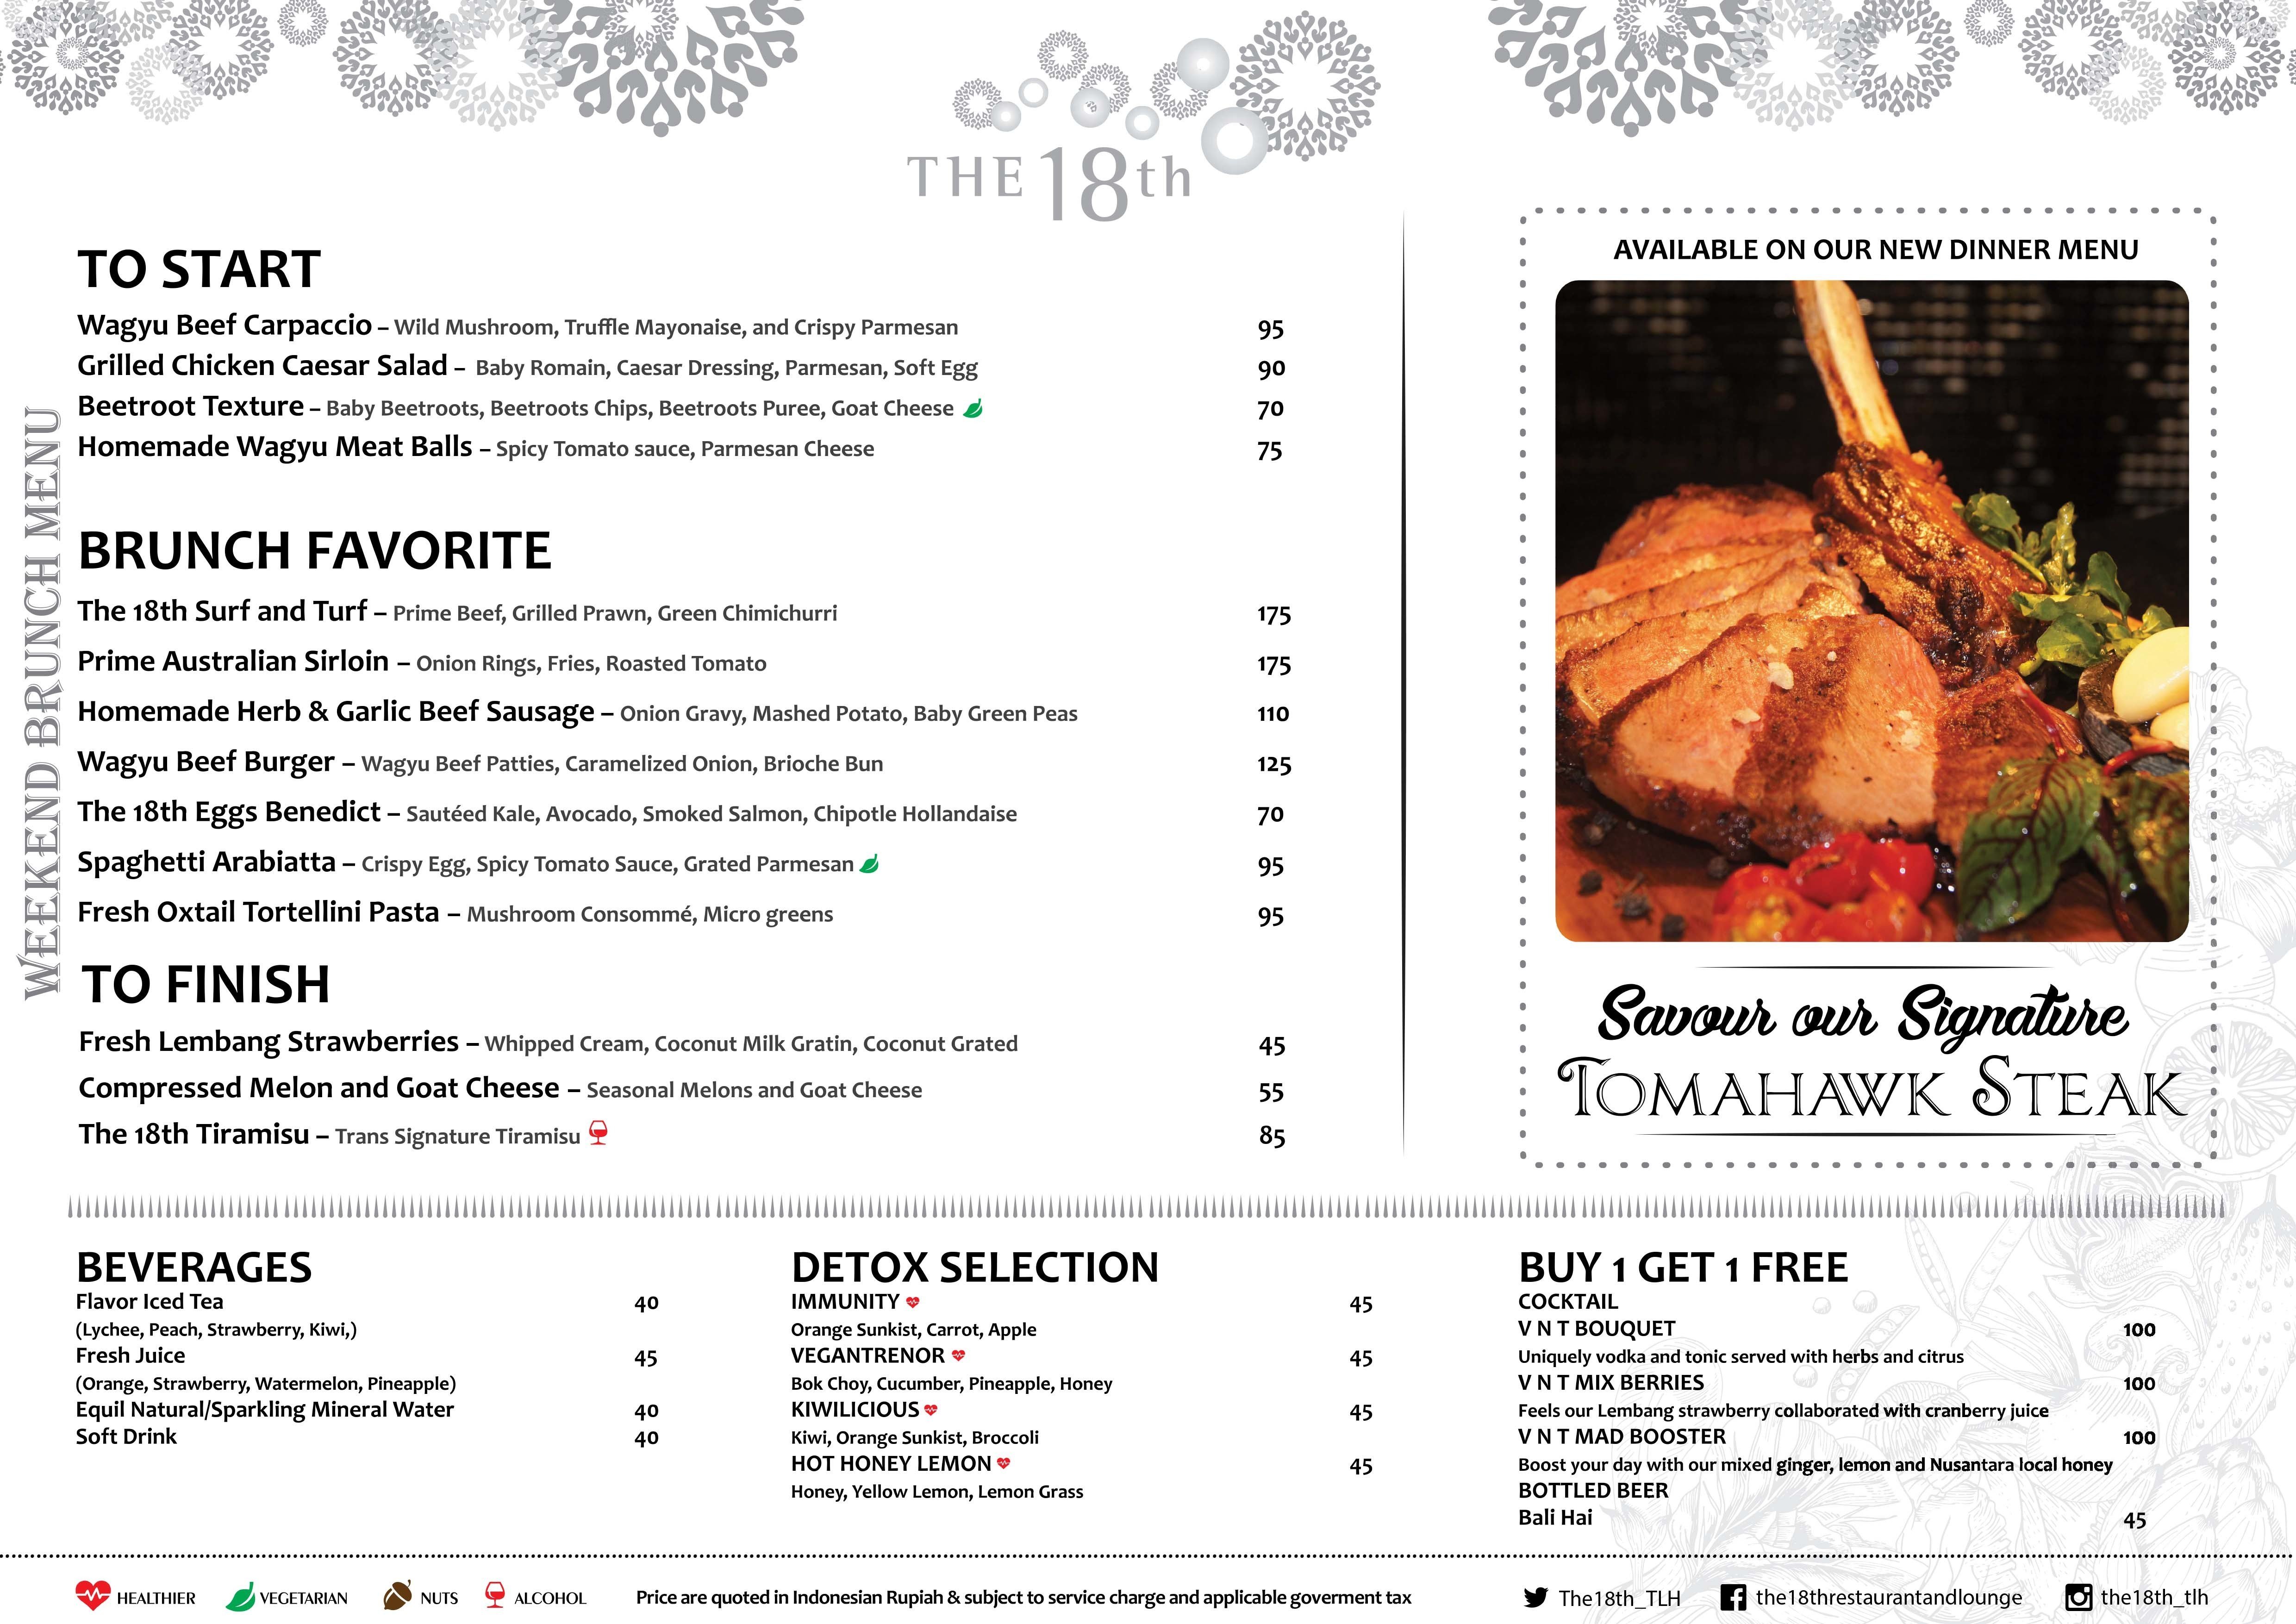 THE 18th
WEEKEND BRUNCH MENU
TO START
Wagyu Beef Carpaccio – Wild Mushroom, Truffle Mayonaise, and Crispy Parmesan 95
Grilled Chicken Caesar Salad – Baby Romain, Caesar Dressing, Parmesan, Soft Egg 90
Beetroot Texture – Baby Beetroots, Beetroots Chips, Beetroots Puree, Goat Cheese 70
Homemade Wagyu Meat Balls – Spicy Tomato sauce, Parmesan Cheese 75
BRUNCH FAVORITE
The 18th Surf and Turf – Prime Beef, Grilled Prawn, Green Chimichurri 175
Prime Australian Sirloin – Onion Rings, Fries, Roasted Tomato 175
Homemade Herb & Garlic Beef Sausage – Onion Gravy, Mashed Potato, Baby Green Peas 110
Wagyu Beef Burger – Wagyu Beef Patties, Caramelized Onion, Brioche Bun 125
The 18th Eggs Benedict – Sautéed Kale, Avocado, Smoked Salmon, Chipotle Hollandaise 70
Spaghetti Arabiatta – Crispy Egg, Spicy Tomato Sauce, Grated Parmesan 95
Fresh Oxtail Tortellini Pasta – Mushroom Consommé, Micro greens 95
TO FINISH
Fresh Lembang Strawberries – Whipped Cream, Coconut Milk Gratin, Coconut Grated 45
Compressed Melon and Goat Cheese – Seasonal Melons and Goat Cheese 55
The 18th Tiramisu – Trans Signature Tiramisu 85
AVAILABLE ON OUR NEW DINNER MENU
Savour our Signature
TOMAHAWK STEAK
BEVERAGES
Flavor Iced Tea 40
(Lychee, Peach, Strawberry, Kiwi,)
Fresh Juice 45
(Orange, Strawberry, Watermelon, Pineapple)
Equil Natural/Sparkling Mineral Water 40
Soft Drink 40
DETOX SELECTION
IMMUNITY 45
Orange Sunkist, Carrot, Apple
VEGANTRENOR 45
Bok Choy, Cucumber, Pineapple, Honey
KIWILICIOUS 45
Kiwi, Orange Sunkist, Broccoli
HOT HONEY LEMON 45
Honey, Yellow Lemon, Lemon Grass
BUY 1 GET 1 FREE
COCKTAIL
V N T BOUQUET 100
Uniquely vodka and tonic served with herbs and citrus
V N T MIX BERRIES 100
Feels our Lembang strawberry collaborated with cranberry juice
V N T MAD BOOSTER 100
Boost your day with our mixed ginger, lemon and Nusantara local honey
BOTTLED BEER
Bali Hai 45
HEALTHIER VEGETARIAN NUTS ALCOHOL
Price are quoted in Indonesian Rupiah & subject to service charge and applicable goverment tax
The18th_TLH the18threstaurantandlounge the18th_tlh